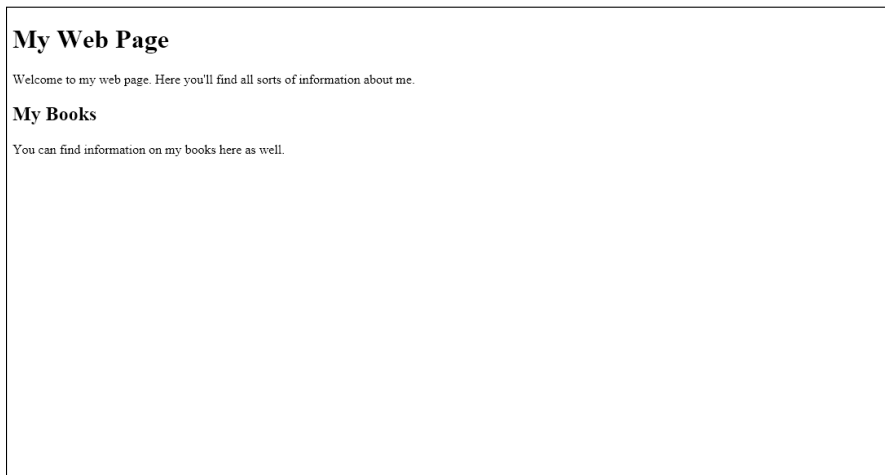 My Web Page
Welcome to my web page. Here you'll find all sorts of information about me.
My Books
You can find information on my books here as well.